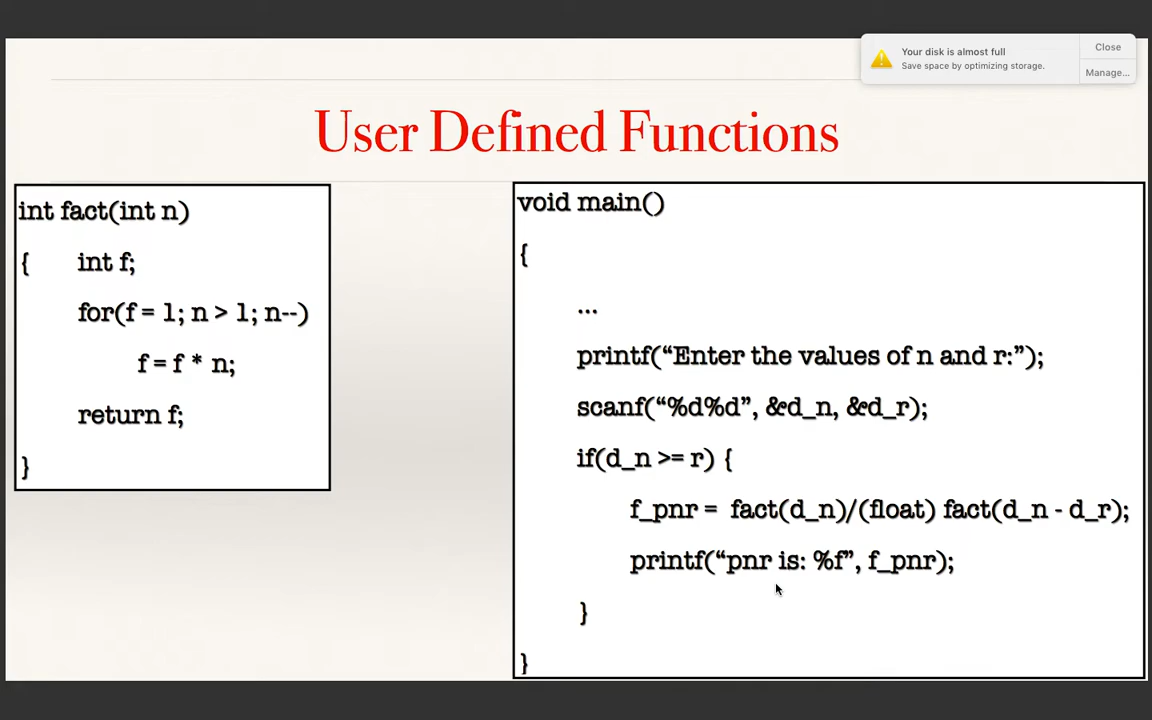 Your disk is almost full
Close
Save space by optimizing storage.
Manage...
User Defined Functions
int fact(int n)
{ int f;
for(f = 1; n > 1; n--)
f = f * n;
return f;
}
void main()
{
...
printf(“Enter the values of n and r:”);
scanf(“%d%d”, &d_n, &d_r);
if(d_n >= r) {
f_pnr = fact(d_n)/(float) fact(d_n - d_r);
printf(“pnr is: %f”, f_pnr);
}
}